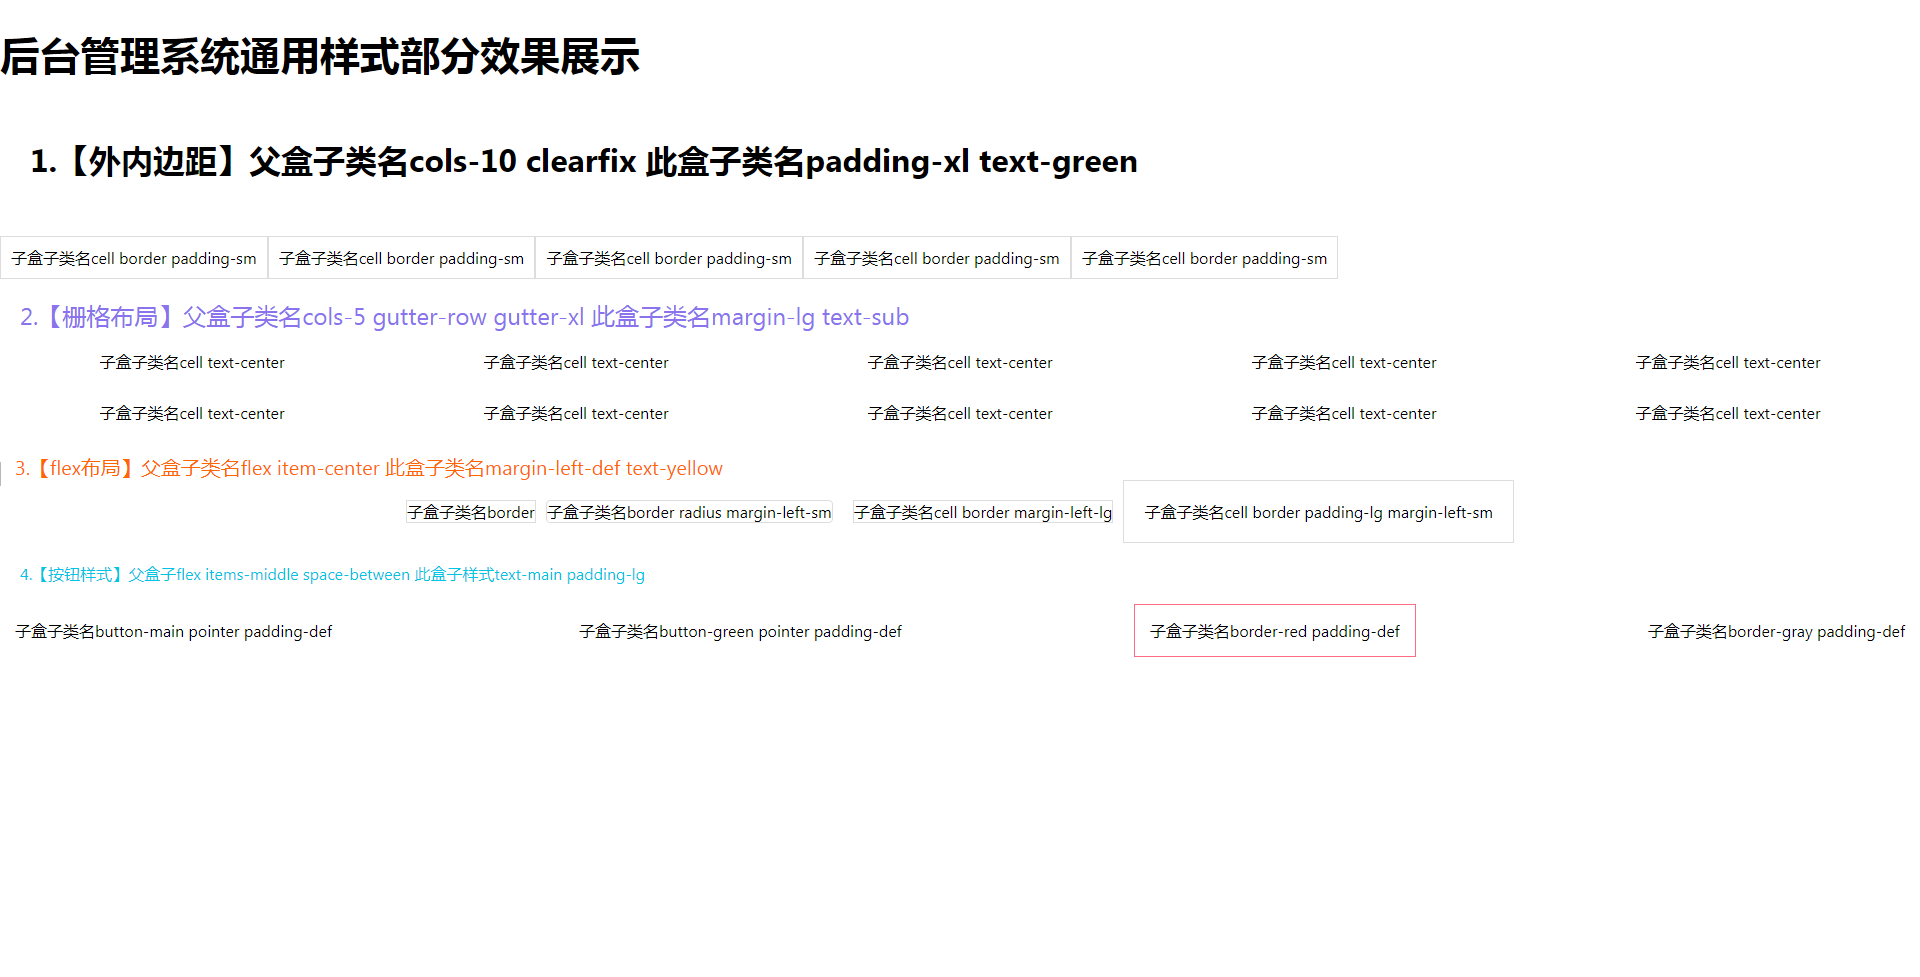 后台管理系统通用样式部分效果展示
1.【外内边距】父盒子类名cols-10 clearfix 此盒子类名padding-xl text-green
子盒子类名cell border padding-sm 子盒子类名cell border padding-sm 子盒子类名cell border padding-sm 子盒子类名cell border padding-sm 子盒子类名cell border padding-sm
2.【栅格布局】父盒子类名cols-5 gutter-row gutter-xl 此盒子类名margin-lg text-sub
子盒子类名cell text-center 子盒子类名cell text-center 子盒子类名cell text-center 子盒子类名cell text-center 子盒子类名cell text-center
子盒子类名cell text-center 子盒子类名cell text-center 子盒子类名cell text-center 子盒子类名cell text-center 子盒子类名cell text-center
3.【flex布局】父盒子类名flex item-center 此盒子类名margin-left-def text-yellow
子盒子类名border 子盒子类名border radius margin-left-sm 子盒子类名cell border margin-left-lg 子盒子类名cell border padding-lg margin-left-sm
4.【按钮样式】父盒子flex items-middle space-between 此盒子样式text-main padding-lg
子盒子类名button-main pointer padding-def 子盒子类名button-green pointer padding-def 子盒子类名border-red padding-def 子盒子类名border-gray padding-def